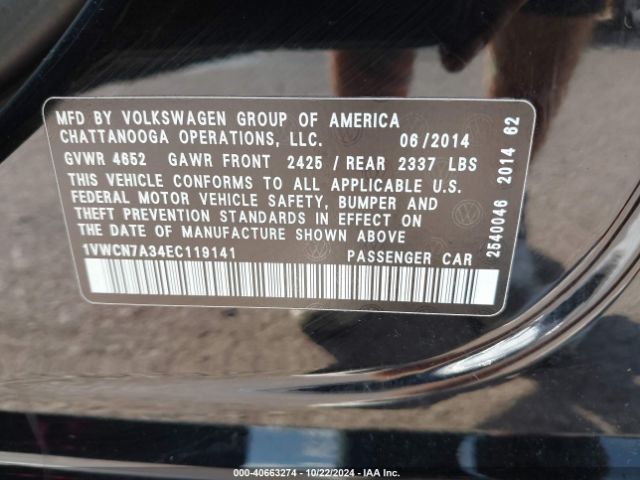 MFD BY VOLKSWAGEN GROUP OF AMERICA
CHATTANOOGA OPERATIONS, LLC. 06/2014
GVWR 4652 GAWR FRONT 2425 / REAR 2337 LBS
THIS VEHICLE CONFORMS TO ALL APPLICABLE U.S.
FEDERAL MOTOR VEHICLE SAFETY, BUMPER AND
THEFT PREVENTION STANDARDS IN EFFECT ON
THE DATE OF MANUFACTURE SHOWN ABOVE
1VWCN7A34EC119141 PASSENGER CAR
2540046 2014 62
000-40663274 - 10/22/2024 - IAA Inc.